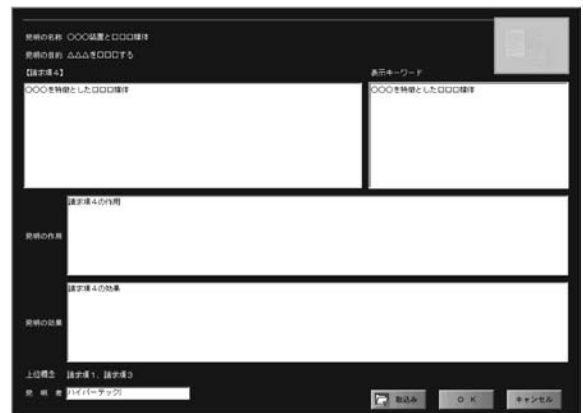 発明の名称 ○○○装置と□□□媒体
発明の目的 △△△を□□□する
【請求項4】
表示キーワード
○○○を特徴とした□□□媒体
○○○を特徴とした□□□媒体
発明の作用
請求項4の作用
発明の効果
請求項4の効果
上位概念 請求項1、請求項3
発 明 者 ハイパーテック
取込み
O K
キャンセル